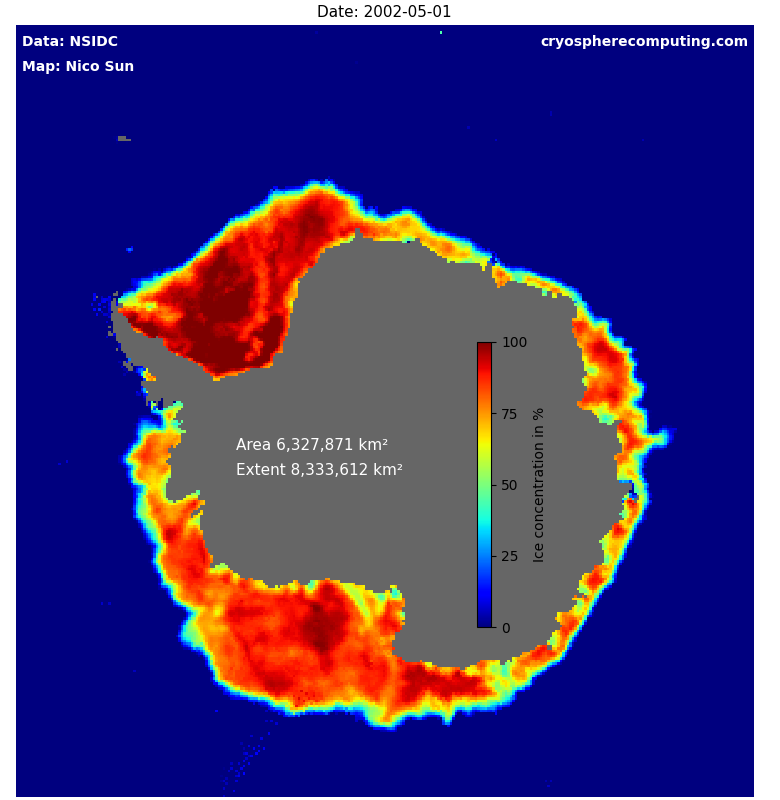 Date: 2002-05-01
Data: NSIDC
cryospherecomputing.com
Map: Nico Sun
100
75
50
25
0
Ice concentration in %
Area 6,327,871 km²
Extent 8,333,612 km²